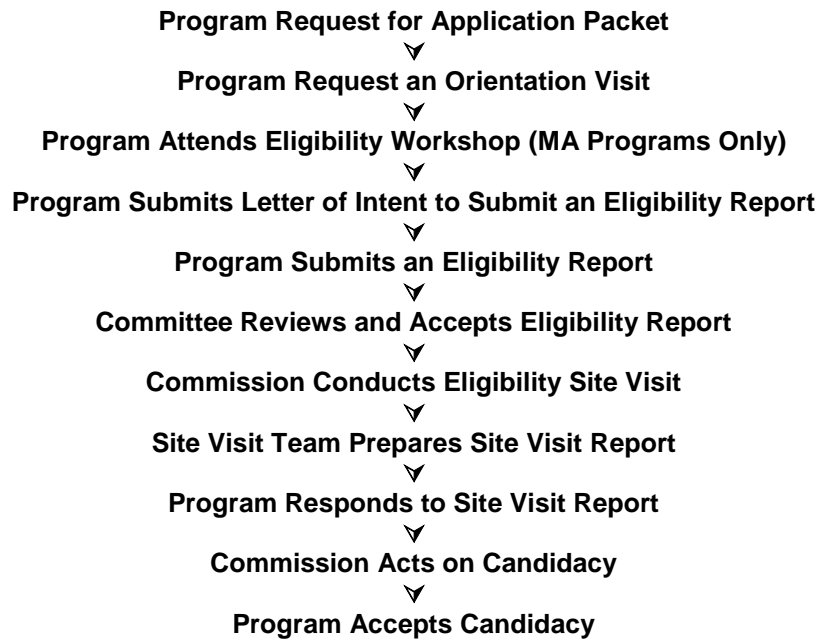 Program Request for Application Packet
Program Request an Orientation Visit
Program Attends Eligibility Workshop (MA Programs Only)
Program Submits Letter of Intent to Submit an Eligibility Report
Program Submits an Eligibility Report
Committee Reviews and Accepts Eligibility Report
Commission Conducts Eligibility Site Visit
Site Visit Team Prepares Site Visit Report
Program Responds to Site Visit Report
Commission Acts on Candidacy
Program Accepts Candidacy